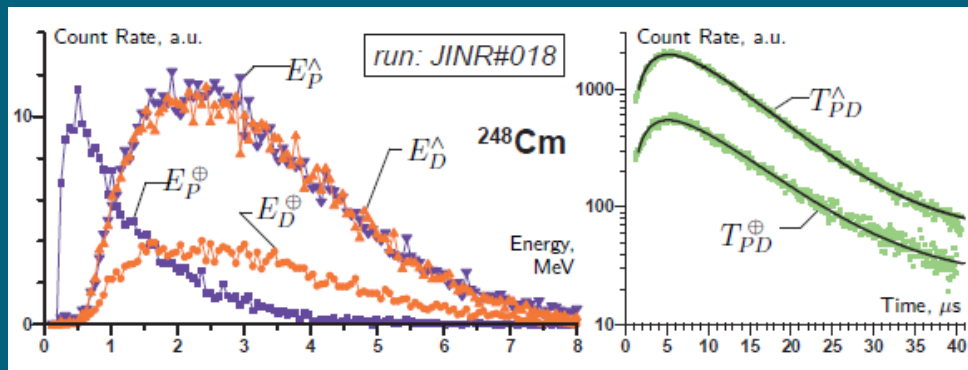 Count Rate, a.u.
run: JINR#018
E_P^∧
10
²⁴⁸Cm
E_D^∧
E_P^⊕
E_D^⊕
Energy,
MeV
0
0 1 2 3 4 5 6 7 8
Count Rate, a.u.
1000
T_PD^∧
100
T_PD^⊕
Time, μs
10
0 5 10 15 20 25 30 35 40